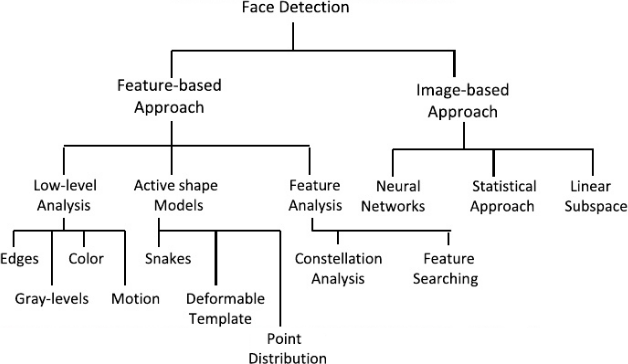 Face Detection
Feature-based
Approach
Image-based
Approach
Low-level
Analysis
Active shape
Models
Feature
Analysis
Neural
Networks
Statistical
Approach
Linear
Subspace
Edges
Color
Snakes
Constellation
Analysis
Feature
Searching
Gray-levels
Motion
Deformable
Template
Point
Distribution